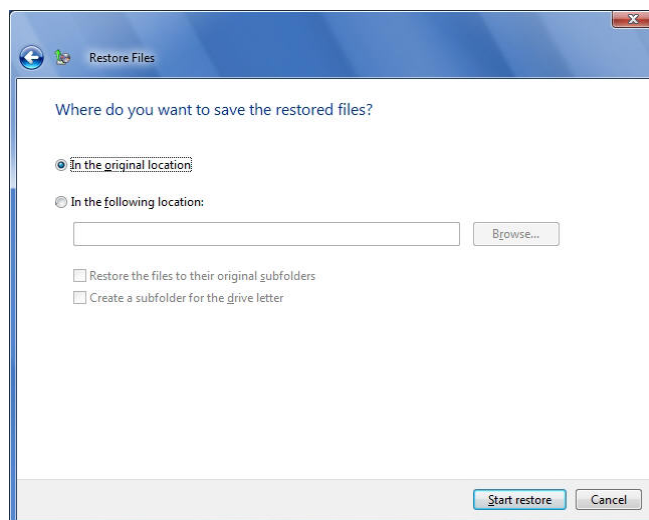 Restore Files
Where do you want to save the restored files?
In the original location
In the following location:
Browse...
Restore the files to their original subfolders
Create a subfolder for the drive letter
Start restore Cancel